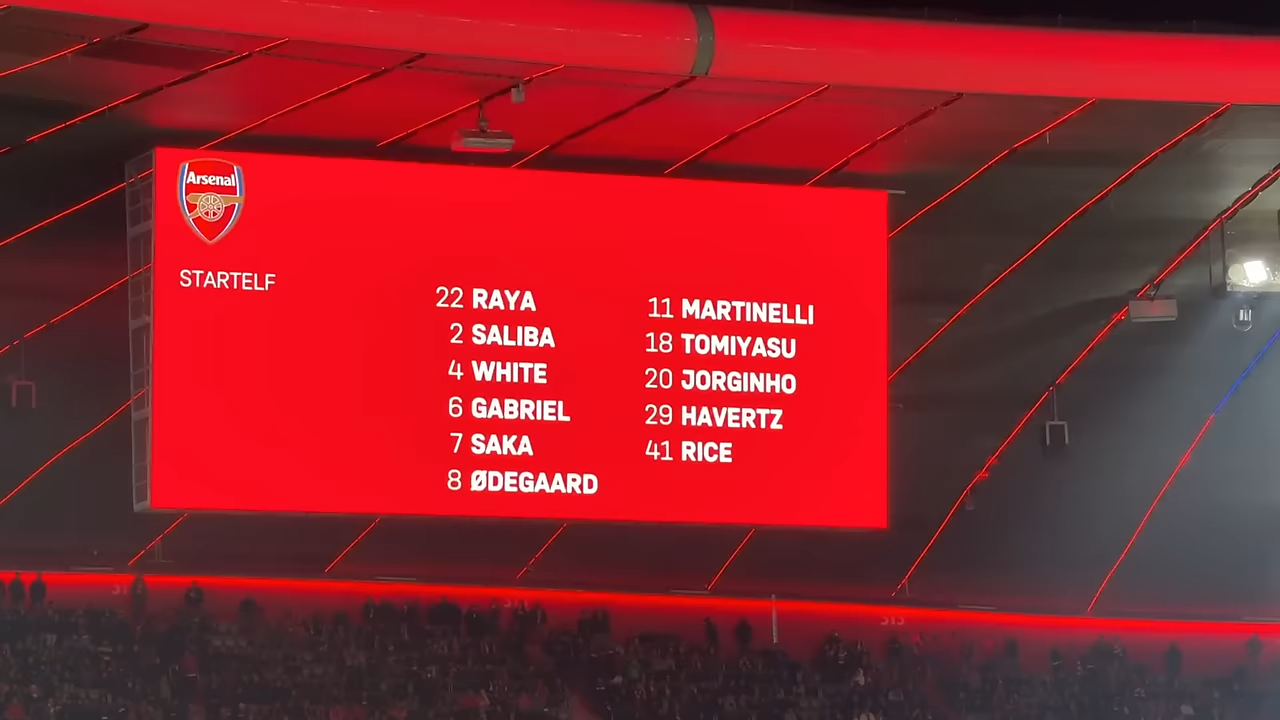 Arsenal
STARTELF
22 RAYA
2 SALIBA
4 WHITE
6 GABRIEL
7 SAKA
8 ØDEGAARD
11 MARTINELLI
18 TOMIYASU
20 JORGINHO
29 HAVERTZ
41 RICE
313